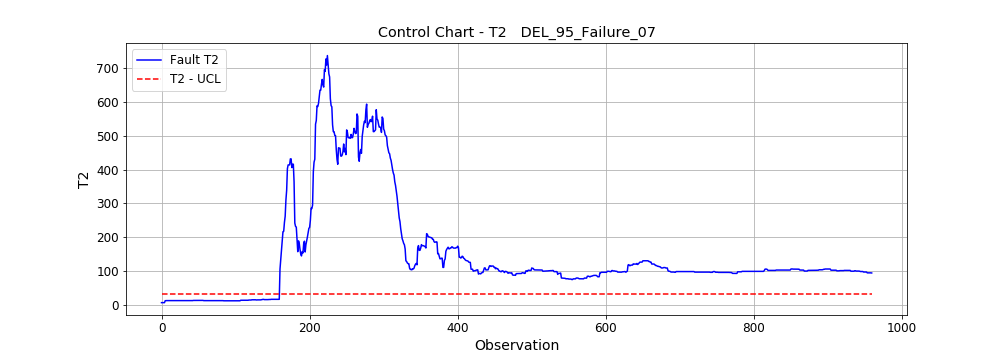 Control Chart - T2   DEL_95_Failure_07
Fault T2
T2 - UCL
700
600
500
400
300
200
100
0
T2
0 200 400 600 800 1000
Observation